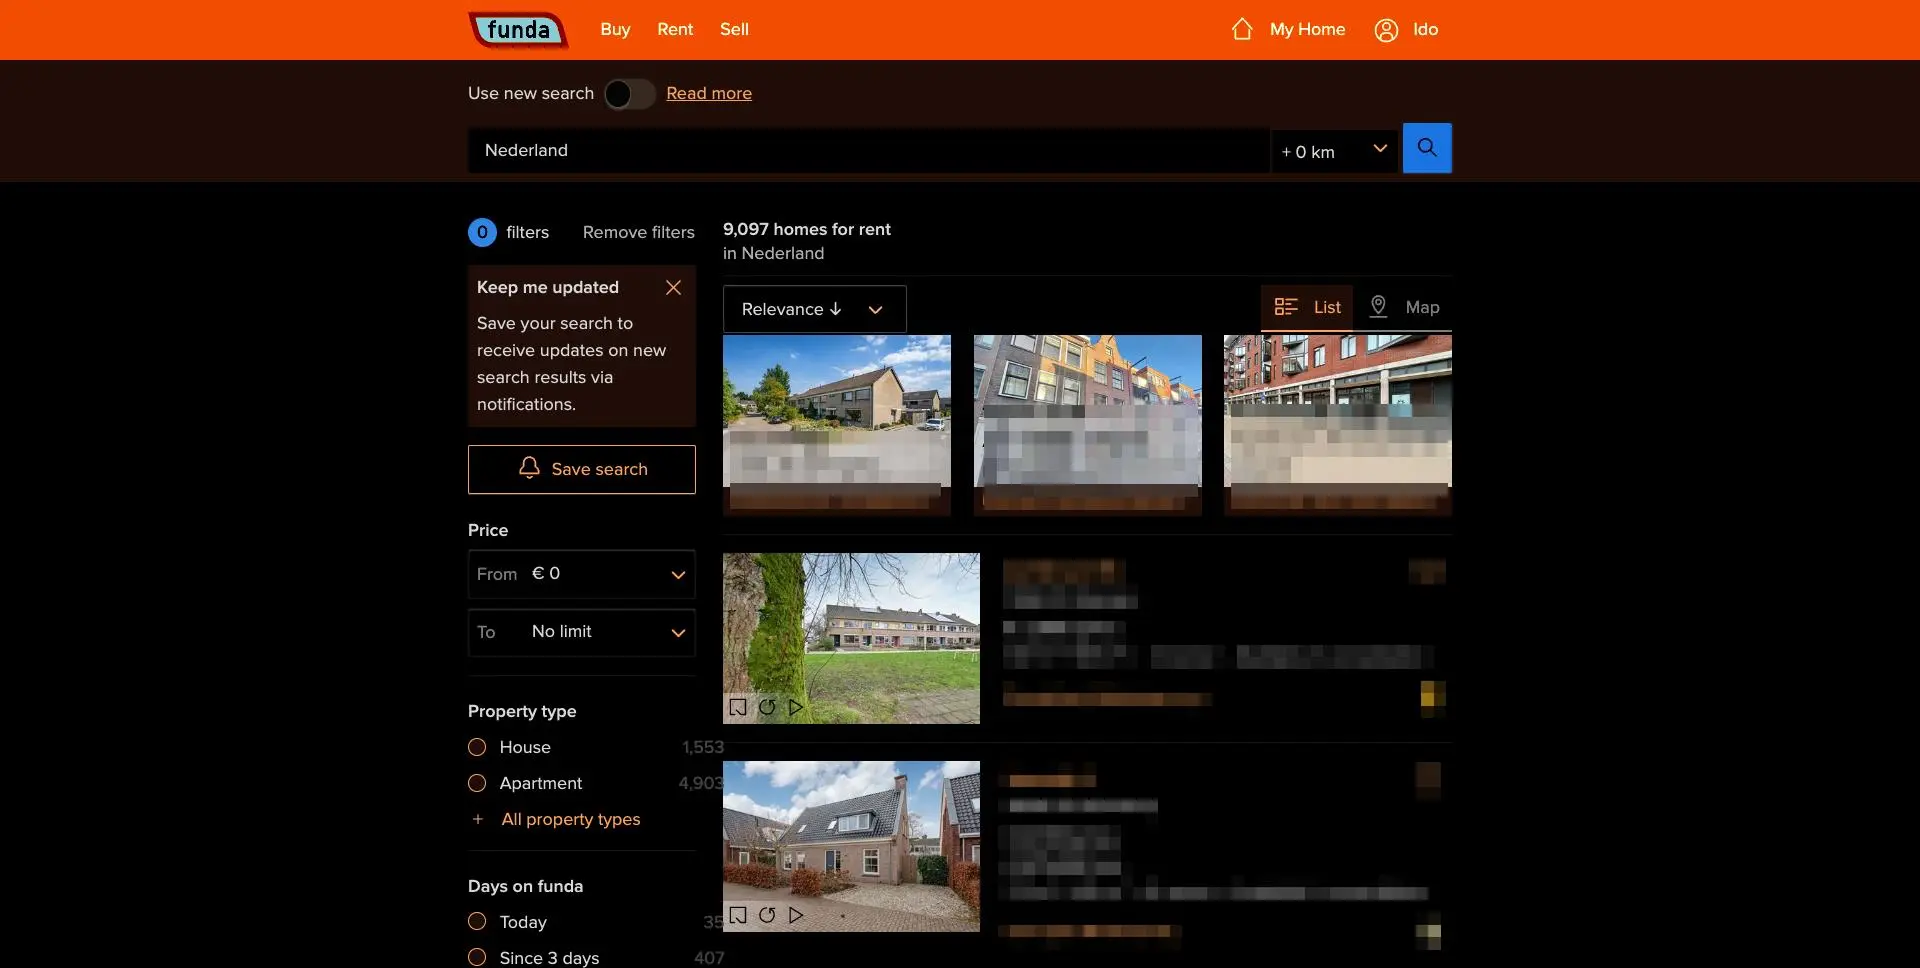 funda
Buy
Rent
Sell
My Home
Ido
Use new search
Read more
Nederland
+ 0 km
0 filters
Remove filters
Keep me updated
Save your search to
receive updates on new
search results via
notifications.
Save search
Price
From € 0
To No limit
Property type
House 1,553
Apartment 4,903
+ All property types
Days on funda
Today 35
Since 3 days 407
9,097 homes for rent
in Nederland
Relevance ↓
List
Map